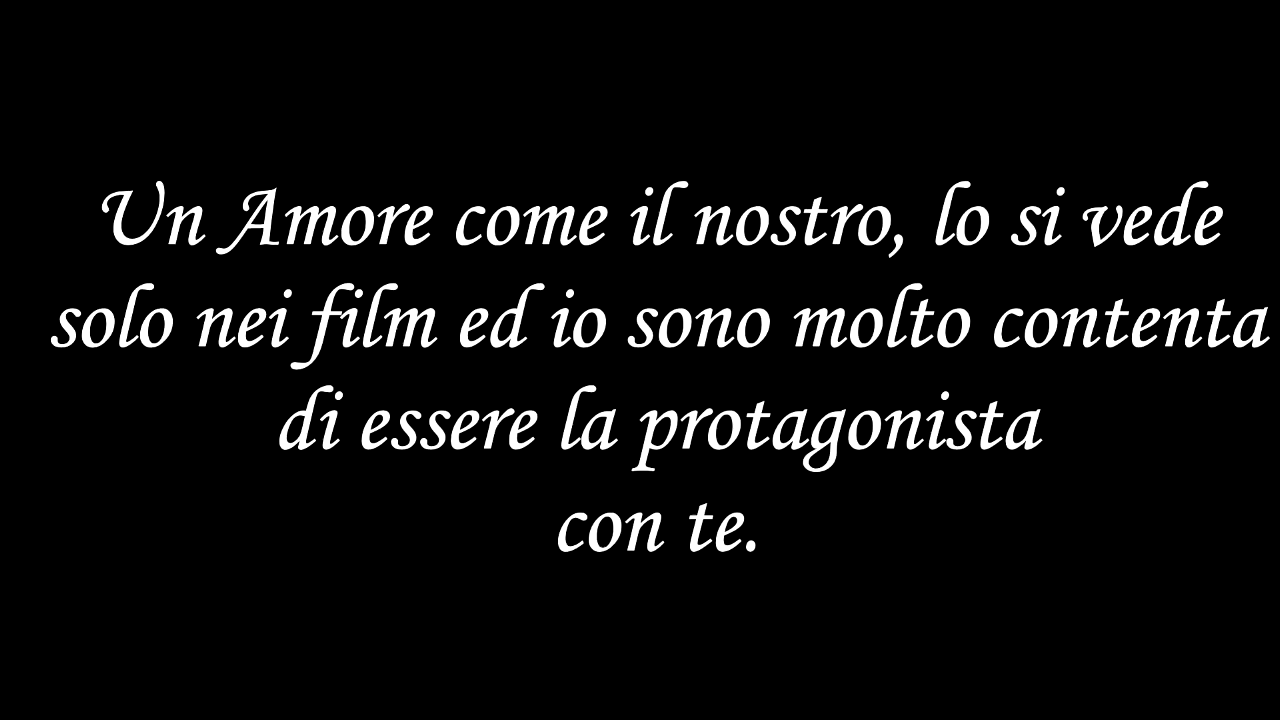 Un Amore come il nostro, lo si vede
solo nei film ed io sono molto contenta
di essere la protagonista
con te.